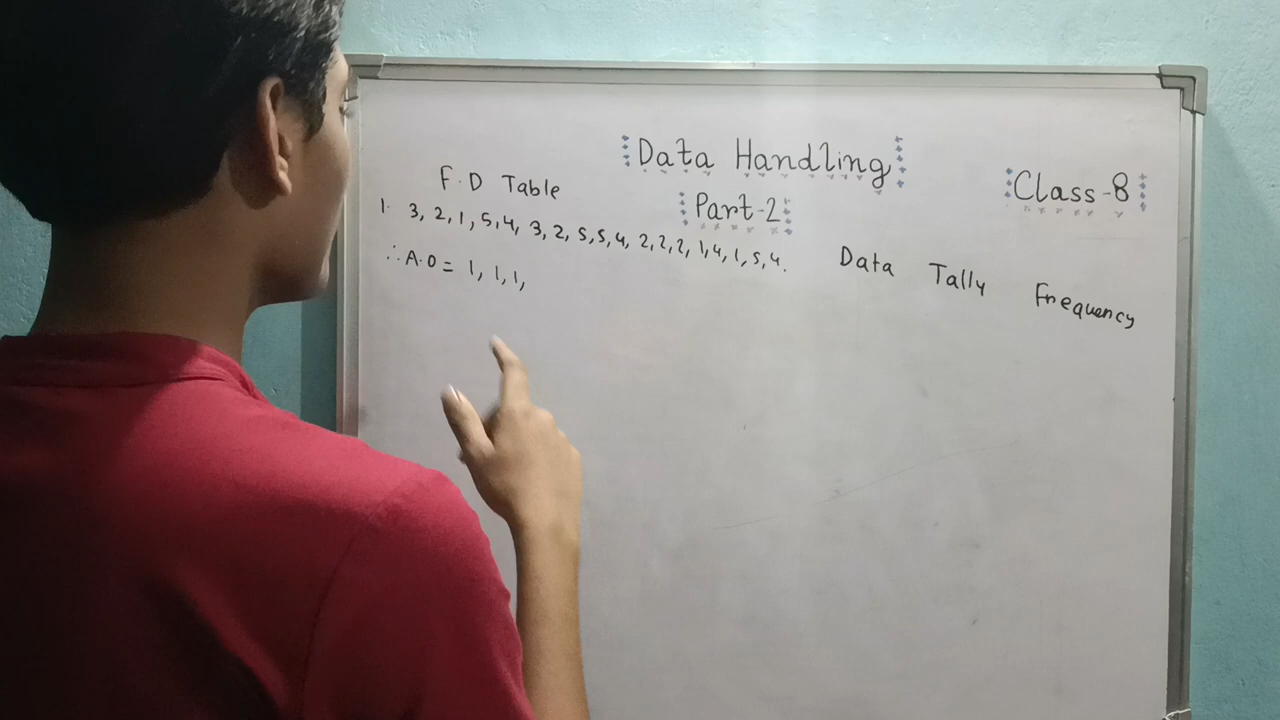 Data Handling
Part-2
Class-8
F.D Table
1. 3, 2, 1, 5, 4, 3, 2, 5, 5, 4, 2, 2, 2, 1, 4, 1, 5, 4.
∴ A.O = 1, 1, 1,
Data Tally Frequency